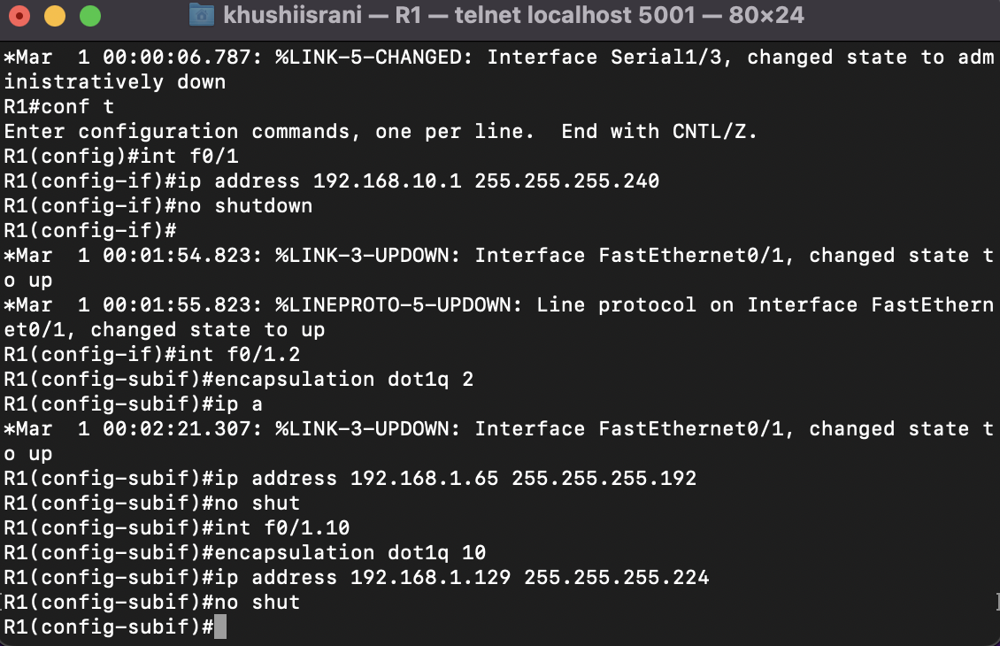 khushiisrani — R1 — telnet localhost 5001 — 80×24
*Mar  1 00:00:06.787: %LINK-5-CHANGED: Interface Serial1/3, changed state to adm
inistratively down
R1#conf t
Enter configuration commands, one per line.  End with CNTL/Z.
R1(config)#int f0/1
R1(config-if)#ip address 192.168.10.1 255.255.255.240
R1(config-if)#no shutdown
R1(config-if)#
*Mar  1 00:01:54.823: %LINK-3-UPDOWN: Interface FastEthernet0/1, changed state t
o up
*Mar  1 00:01:55.823: %LINEPROTO-5-UPDOWN: Line protocol on Interface FastEthern
et0/1, changed state to up
R1(config-if)#int f0/1.2
R1(config-subif)#encapsulation dot1q 2
R1(config-subif)#ip a
*Mar  1 00:02:21.307: %LINK-3-UPDOWN: Interface FastEthernet0/1, changed state t
o up
R1(config-subif)#ip address 192.168.1.65 255.255.255.192
R1(config-subif)#no shut
R1(config-subif)#int f0/1.10
R1(config-subif)#encapsulation dot1q 10
R1(config-subif)#ip address 192.168.1.129 255.255.255.224
[R1(config-subif)#no shut ]
R1(config-subif)#